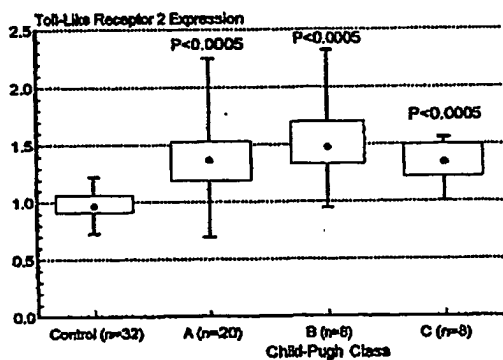 Toll-Like Receptor 2 Expression
2.5
2.0
1.5
1.0
0.5
0.0
P<0.0005
P<0.0005
P<0.0005
Control (n=32)
A (n=20)
B (n=8)
C (n=8)
Child-Pugh Class